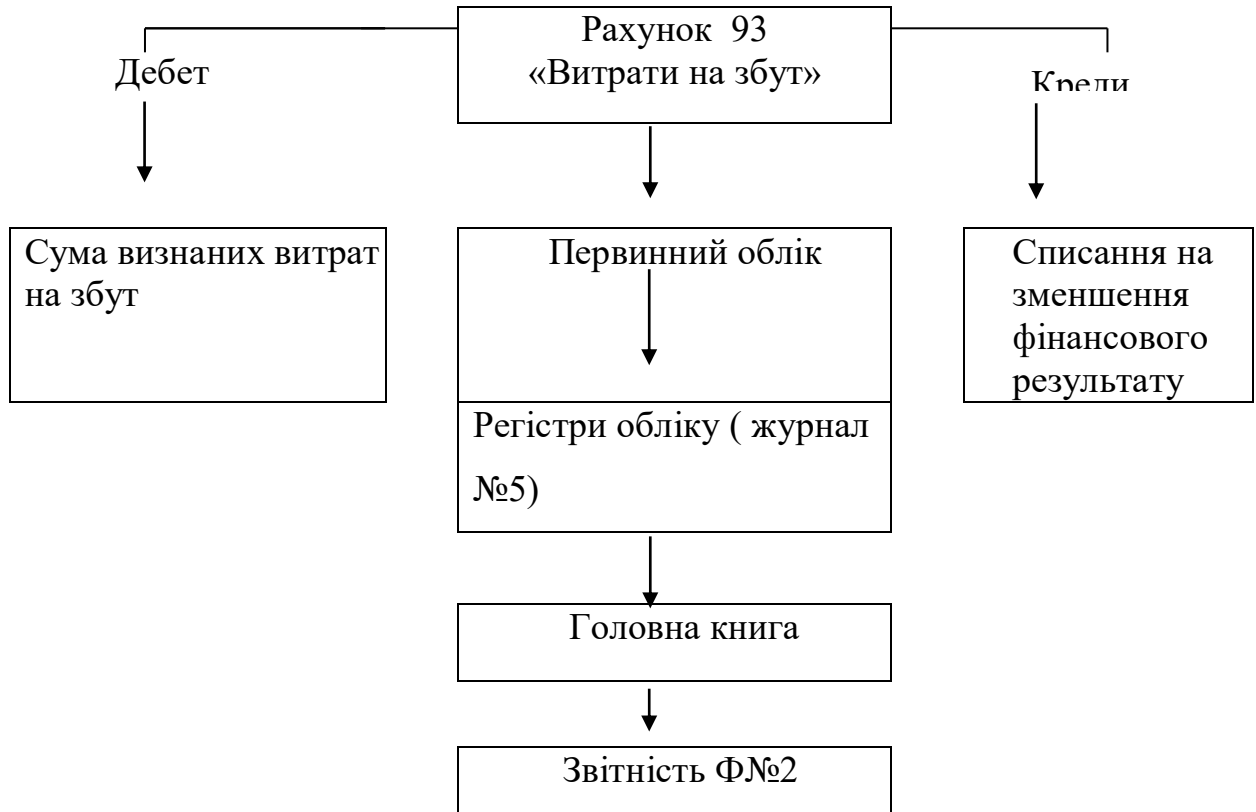 Рахунок 93
«Витрати на збут»
Дебет
Креди
Сума визнаних витрат
на збут
Первинний облік
Списання на
зменшення
фінансового
результату
Регістри обліку ( журнал
№5)
Головна книга
Звітність Ф№2